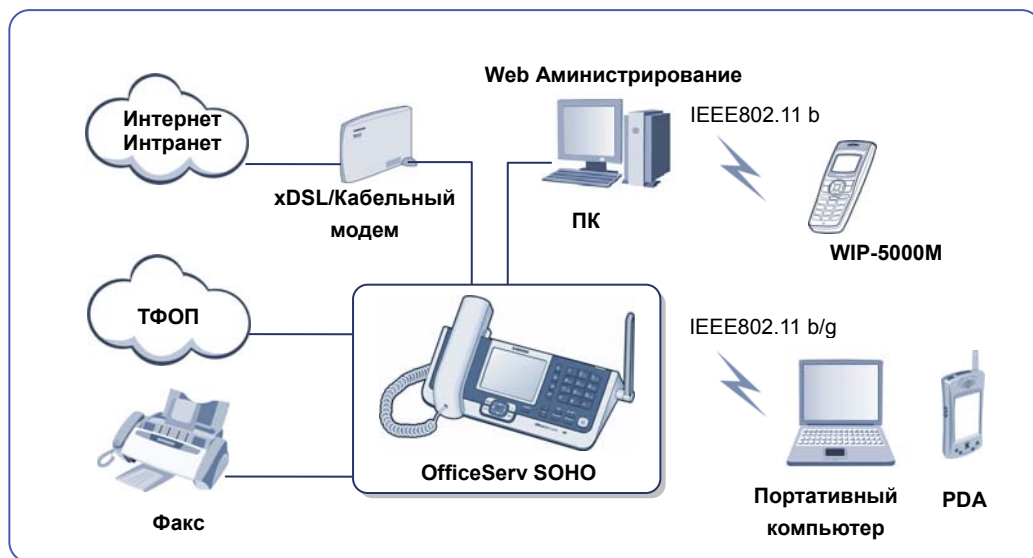 Web Аминистрирование
Интернет
Интранет
IEEE802.11 b
xDSL/Кабельный
модем
ПК
WIP-5000M
ТФОП
IEEE802.11 b/g
OfficeServ SOHO
Факс
Портативный
компьютер
PDA